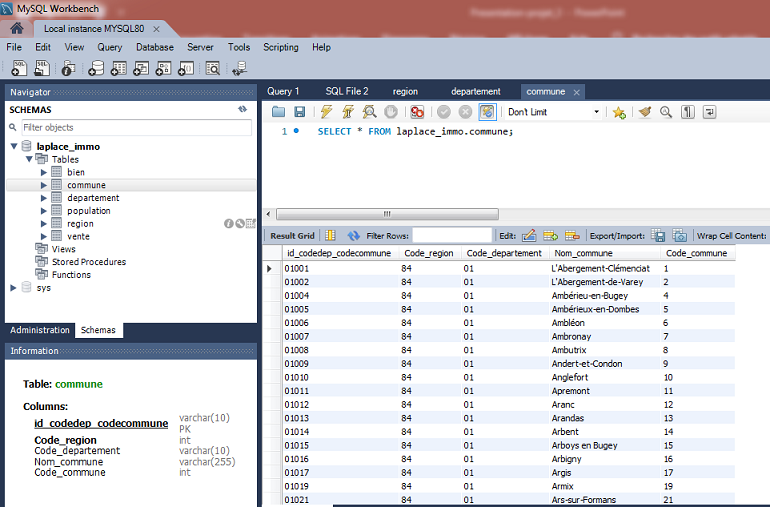 MySQL Workbench
Local instance MYSQL80
File Edit View Query Database Server Tools Scripting Help
Navigator
SCHEMAS
Filter objects
laplace_immo
Tables
bien
commune
departement
population
region
vente
Views
Stored Procedures
Functions
sys
Administration Schemas
Information
Table: commune
Columns:
id_codedep_codecommune varchar(10) PK
Code_region int
Code_departement varchar(10)
Nom_commune varchar(255)
Code_commune int
Query 1 SQL File 2 region departement commune
Don't Limit
1 SELECT * FROM laplace_immo.commune;
Result Grid Filter Rows: Edit: Export/Import: Wrap Cell Content:
id_codedep_codecommune Code_region Code_departement Nom_commune Code_commune
01001 84 01 L'Abergement-Clémenciat 1
01002 84 01 L'Abergement-de-Varey 2
01004 84 01 Ambérieu-en-Bugey 4
01005 84 01 Ambérieux-en-Dombes 5
01006 84 01 Ambléon 6
01007 84 01 Ambronay 7
01008 84 01 Ambutrix 8
01009 84 01 Andert-et-Condon 9
01010 84 01 Anglefort 10
01011 84 01 Apremont 11
01012 84 01 Aranc 12
01013 84 01 Arandas 13
01014 84 01 Arbent 14
01015 84 01 Arboys en Bugey 15
01016 84 01 Arbigny 16
01017 84 01 Argis 17
01019 84 01 Armix 19
01021 84 01 Ars-sur-Formans 21